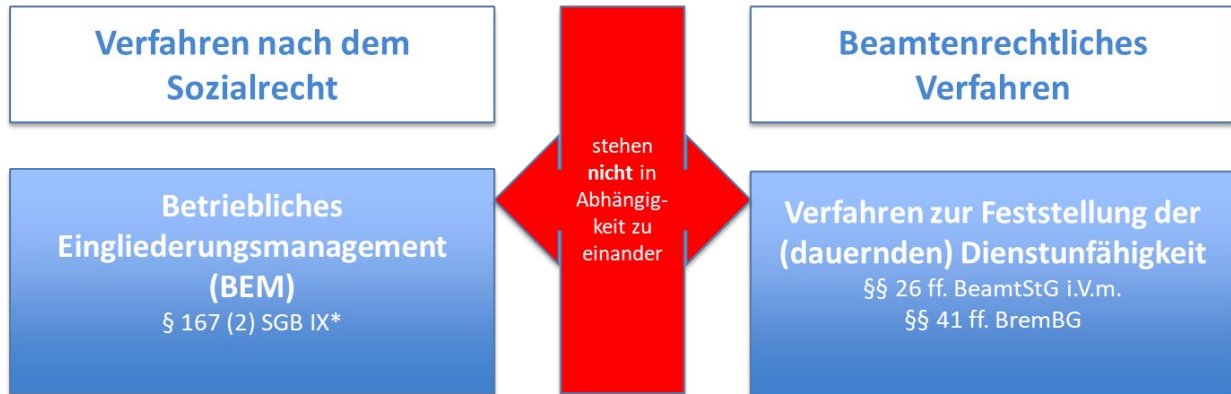 Verfahren nach dem
Sozialrecht
Betriebliches
Eingliederungsmanagement
(BEM)
§ 167 (2) SGB IX*
stehen
nicht in
Abhängig-
keit zu
einander
Beamtenrechtliches
Verfahren
Verfahren zur Feststellung der
(dauernden) Dienstunfähigkeit
§§ 26 ff. BeamtStG i.V.m.
§§ 41 ff. BremBG